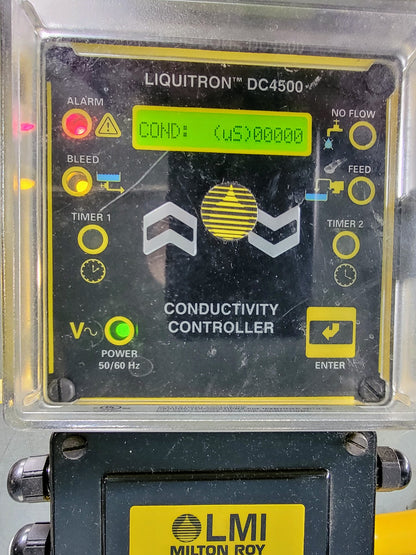 LIQUITRON™ DC4500
ALARM
NO FLOW
COND: (uS)00000
BLEED
FEED
TIMER 1
TIMER 2
CONDUCTIVITY
CONTROLLER
V~
POWER
50/60 Hz
ENTER
LMI
MILTON ROY